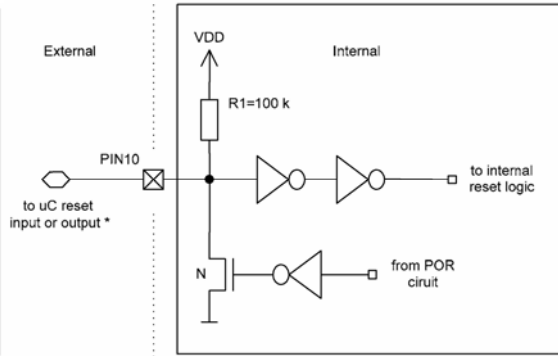 External
Internal
VDD
R1=100 k
PIN10
to uC reset
input or output *
to internal
reset logic
N
from POR
ciruit